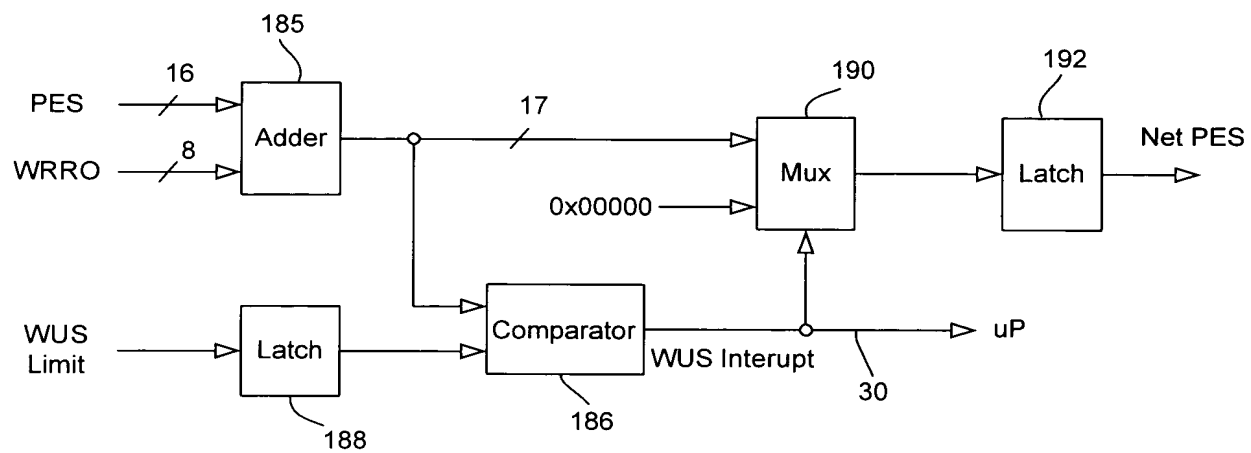 185
16
PES
Adder
WRRO
8
17
190
Mux
0x00000
192
Latch
Net PES
WUS
Limit
Latch
188
Comparator
186
WUS Interupt
30
uP